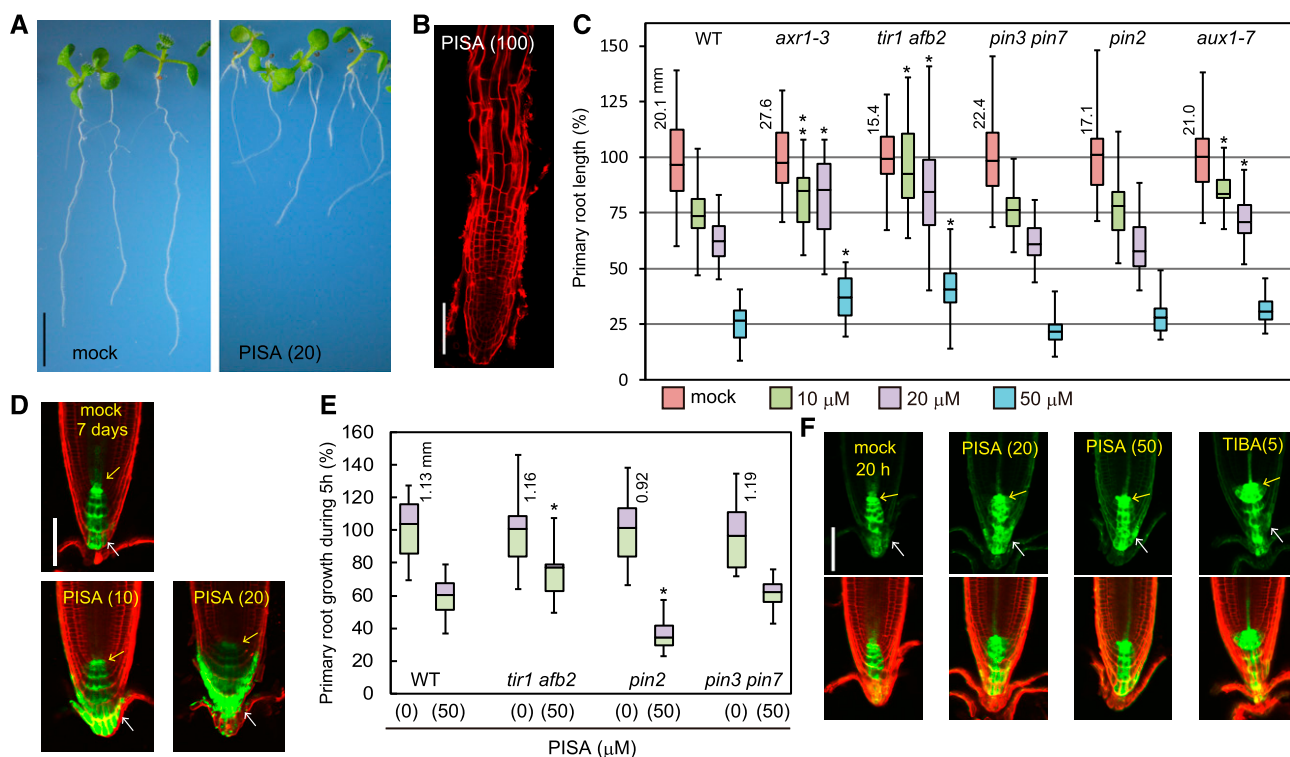 A
mock
PISA (20)
B
PISA (100)
C
WT
axr1-3
tir1 afb2
pin3 pin7
pin2
aux1-7
Primary root length (%)
150
125
100
75
50
25
0
20.1 mm
27.6
15.4
22.4
17.1
21.0
* *
*
*
*
*
*
*
*
*
mock
10 μM
20 μM
50 μM
D
mock
7 days
PISA (10)
PISA (20)
E
Primary root growth during 5h (%)
160
140
120
100
80
60
40
20
0
1.13 mm
1.16
0.92
1.19
*
*
WT
tir1 afb2
pin2
pin3 pin7
(0) (50) (0) (50) (0) (50) (0) (50)
PISA (μM)
F
mock
20 h
PISA (20)
PISA (50)
TIBA(5)